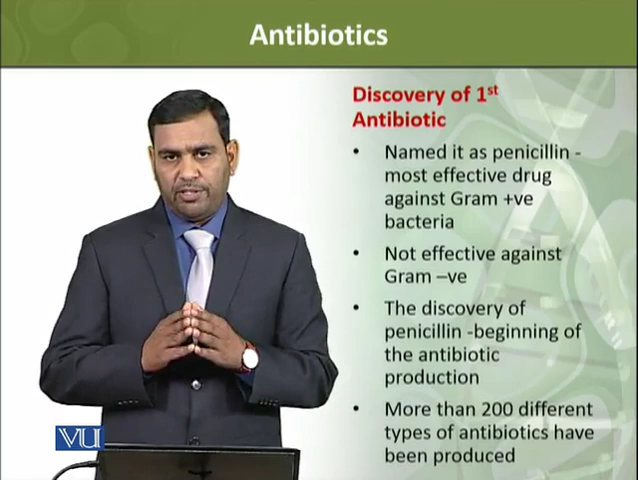 Antibiotics
Discovery of 1st
Antibiotic
• Named it as penicillin -
most effective drug
against Gram +ve
bacteria
• Not effective against
Gram –ve
• The discovery of
penicillin -beginning of
the antibiotic
production
• More than 200 different
types of antibiotics have
been produced
VU